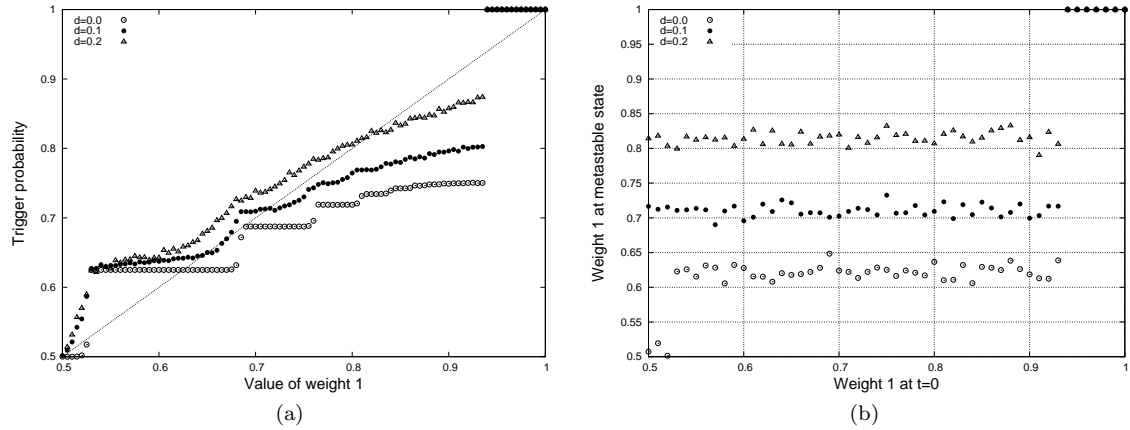 1
0.9
0.8
0.7
0.6
0.5
0.5
0.6
0.7
0.8
0.9
1
Trigger probability
Value of weight 1
d=0.0
d=0.1
d=0.2
(a)
1
0.95
0.9
0.85
0.8
0.75
0.7
0.65
0.6
0.55
0.5
0.5
0.6
0.7
0.8
0.9
1
Weight 1 at metastable state
Weight 1 at t=0
d=0.0
d=0.1
d=0.2
(b)